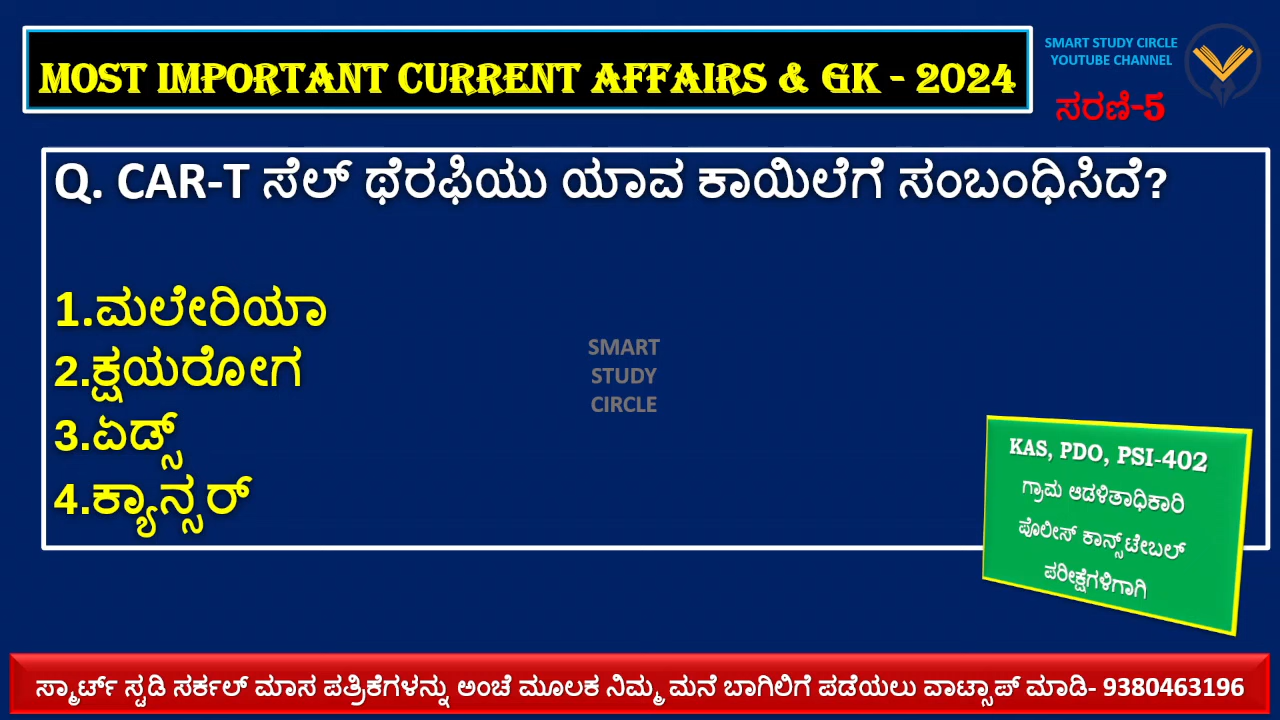 MOST IMPORTANT CURRENT AFFAIRS & GK - 2024
SMART STUDY CIRCLE
YOUTUBE CHANNEL
ಸರಣಿ-5
Q. CAR-T ಸೆಲ್ ಥೆರಫಿಯು ಯಾವ ಕಾಯಿಲೆಗೆ ಸಂಬಂಧಿಸಿದೆ?
1.ಮಲೇರಿಯಾ
2.ಕ್ಷಯರೋಗ
3.ಏಡ್ಸ್
4.ಕ್ಯಾನ್ಸರ್
SMART
STUDY
CIRCLE
KAS, PDO, PSI-402
ಗ್ರಾಮ ಆಡಳಿತಾಧಿಕಾರಿ
ಪೊಲೀಸ್ ಕಾನ್ಸ್‌ಟೇಬಲ್
ಪರೀಕ್ಷೆಗಳಿಗಾಗಿ
ಸ್ಮಾರ್ಟ್ ಸ್ಟಡಿ ಸರ್ಕಲ್ ಮಾಸ ಪತ್ರಿಕೆಗಳನ್ನು ಅಂಚೆ ಮೂಲಕ ನಿಮ್ಮ ಮನೆ ಬಾಗಿಲಿಗೆ ಪಡೆಯಲು ವಾಟ್ಸಾಪ್ ಮಾಡಿ- 9380463196